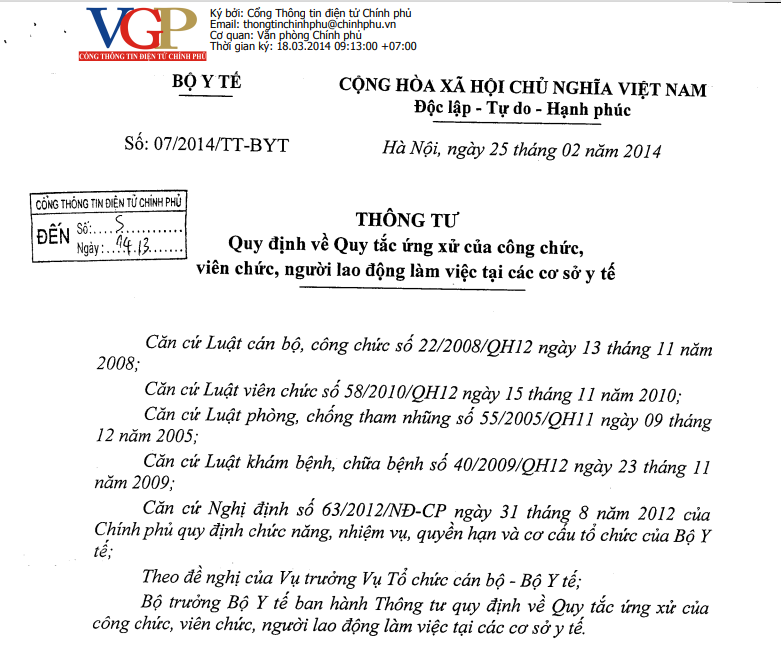 VGP
CỔNG THÔNG TIN ĐIỆN TỬ CHÍNH PHỦ
Ký bởi: Cổng Thông tin điện tử Chính phủ
Email: thongtinchinhphu@chinhphu.vn
Cơ quan: Văn phòng Chính phủ
Thời gian ký: 18.03.2014 09:13:00 +07:00
BỘ Y TẾ
CỘNG HÒA XÃ HỘI CHỦ NGHĨA VIỆT NAM
Độc lập - Tự do - Hạnh phúc
Số: 07/2014/TT-BYT
Hà Nội, ngày 25 tháng 02 năm 2014
CỔNG THÔNG TIN ĐIỆN TỬ CHÍNH PHỦ
ĐẾN
Số:....S............
Ngày:
THÔNG TƯ
Quy định về Quy tắc ứng xử của công chức,
viên chức, người lao động làm việc tại các cơ sở y tế
Căn cứ Luật cán bộ, công chức số 22/2008/QH12 ngày 13 tháng 11 năm
2008;
Căn cứ Luật viên chức số 58/2010/QH12 ngày 15 tháng 11 năm 2010;
Căn cứ Luật phòng, chống tham nhũng số 55/2005/QH11 ngày 09 tháng
12 năm 2005;
Căn cứ Luật khám bệnh, chữa bệnh số 40/2009/QH12 ngày 23 tháng 11
năm 2009;
Căn cứ Nghị định số 63/2012/NĐ-CP ngày 31 tháng 8 năm 2012 của
Chính phủ quy định chức năng, nhiệm vụ, quyền hạn và cơ cấu tổ chức của Bộ Y
tế;
Theo đề nghị của Vụ trưởng Vụ Tổ chức cán bộ - Bộ Y tế;
Bộ trưởng Bộ Y tế ban hành Thông tư quy định về Quy tắc ứng xử của
công chức, viên chức, người lao động làm việc tại các cơ sở y tế.